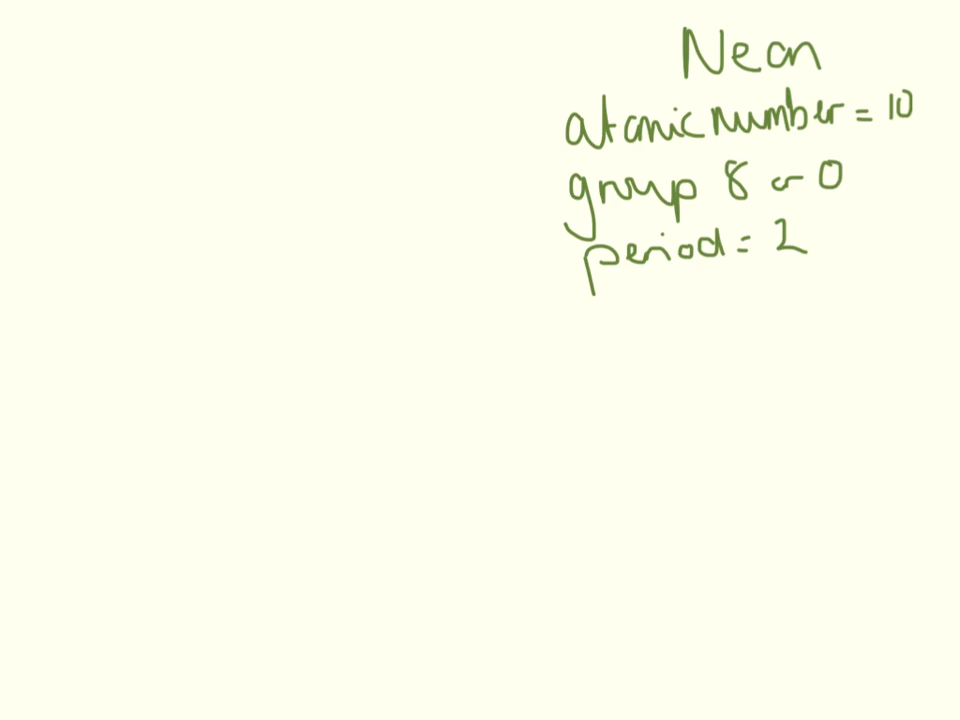 Neon
atomic number = 10
group 8 or 0
period = 2